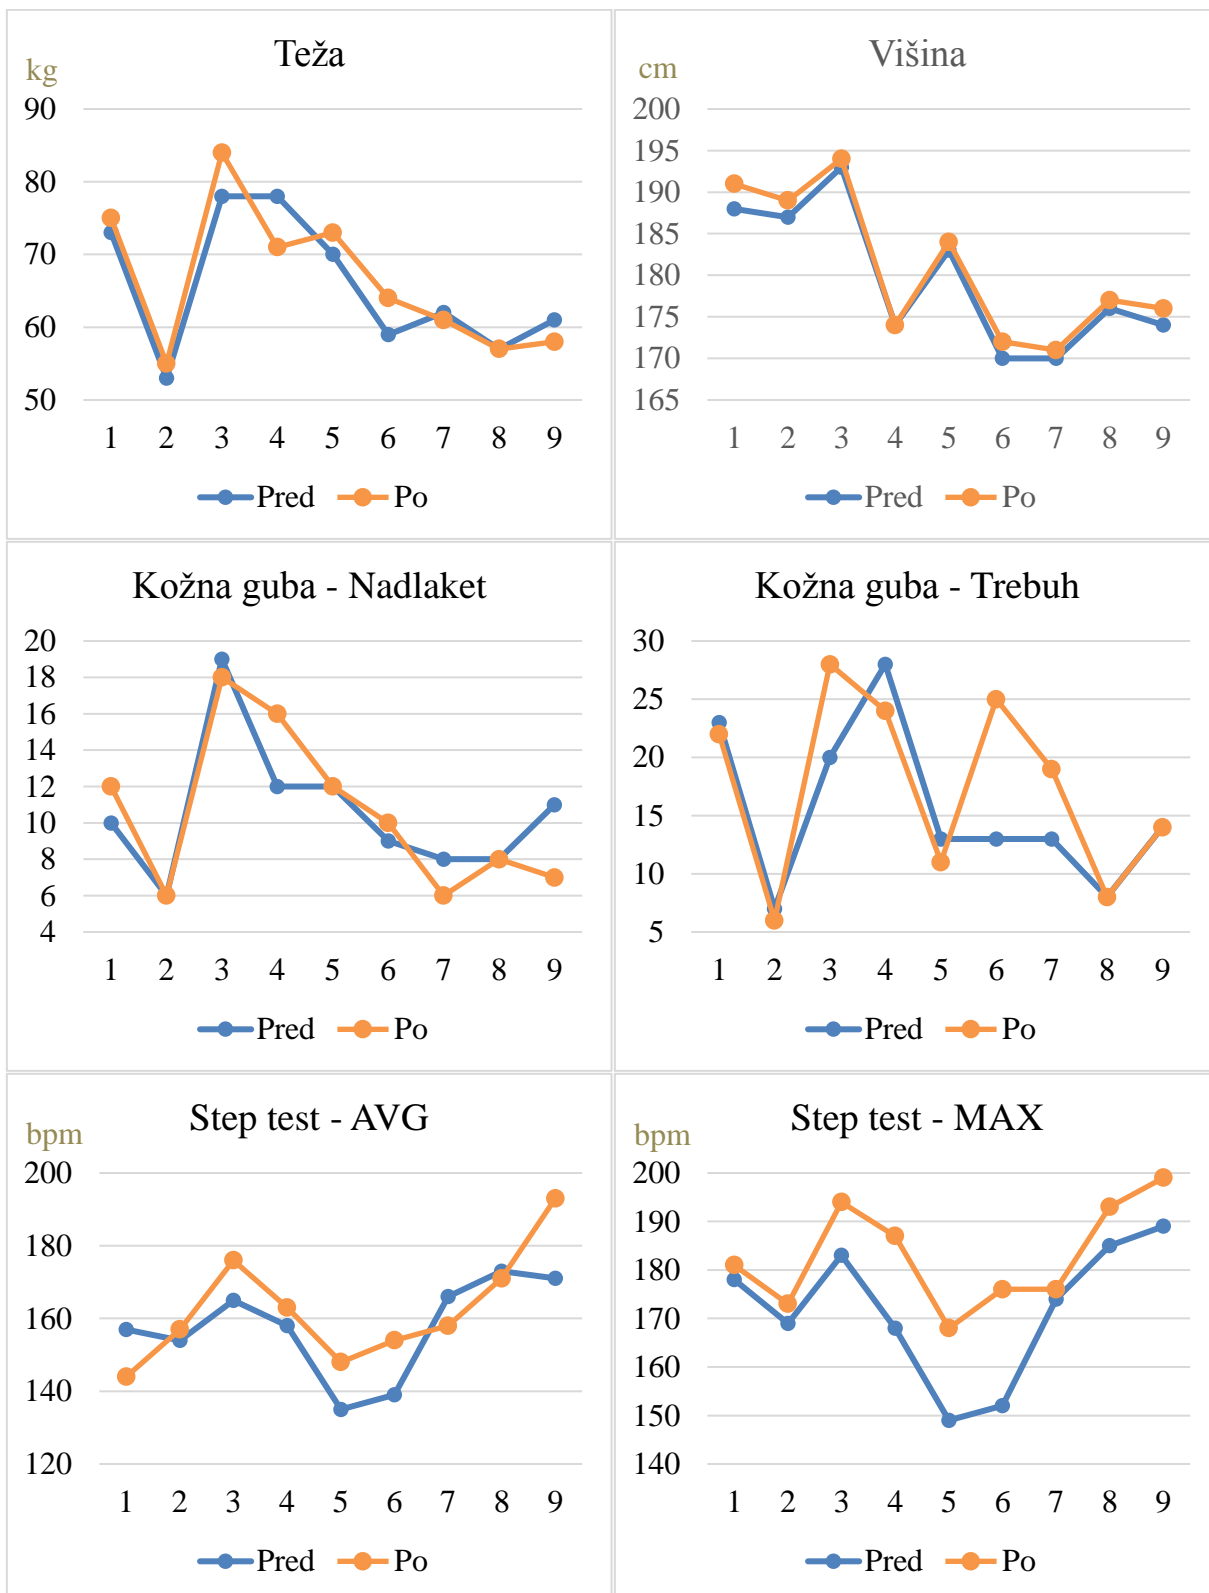 Teža
kg
90
80
70
60
50
1 2 3 4 5 6 7 8 9
Pred Po
Višina
cm
200
195
190
185
180
175
170
165
1 2 3 4 5 6 7 8 9
Pred Po
Kožna guba - Nadlaket
20
18
16
14
12
10
8
6
4
1 2 3 4 5 6 7 8 9
Pred Po
Kožna guba - Trebuh
30
25
20
15
10
5
1 2 3 4 5 6 7 8 9
Pred Po
Step test - AVG
bpm
200
180
160
140
120
1 2 3 4 5 6 7 8 9
Pred Po
Step test - MAX
bpm
200
190
180
170
160
150
140
1 2 3 4 5 6 7 8 9
Pred Po